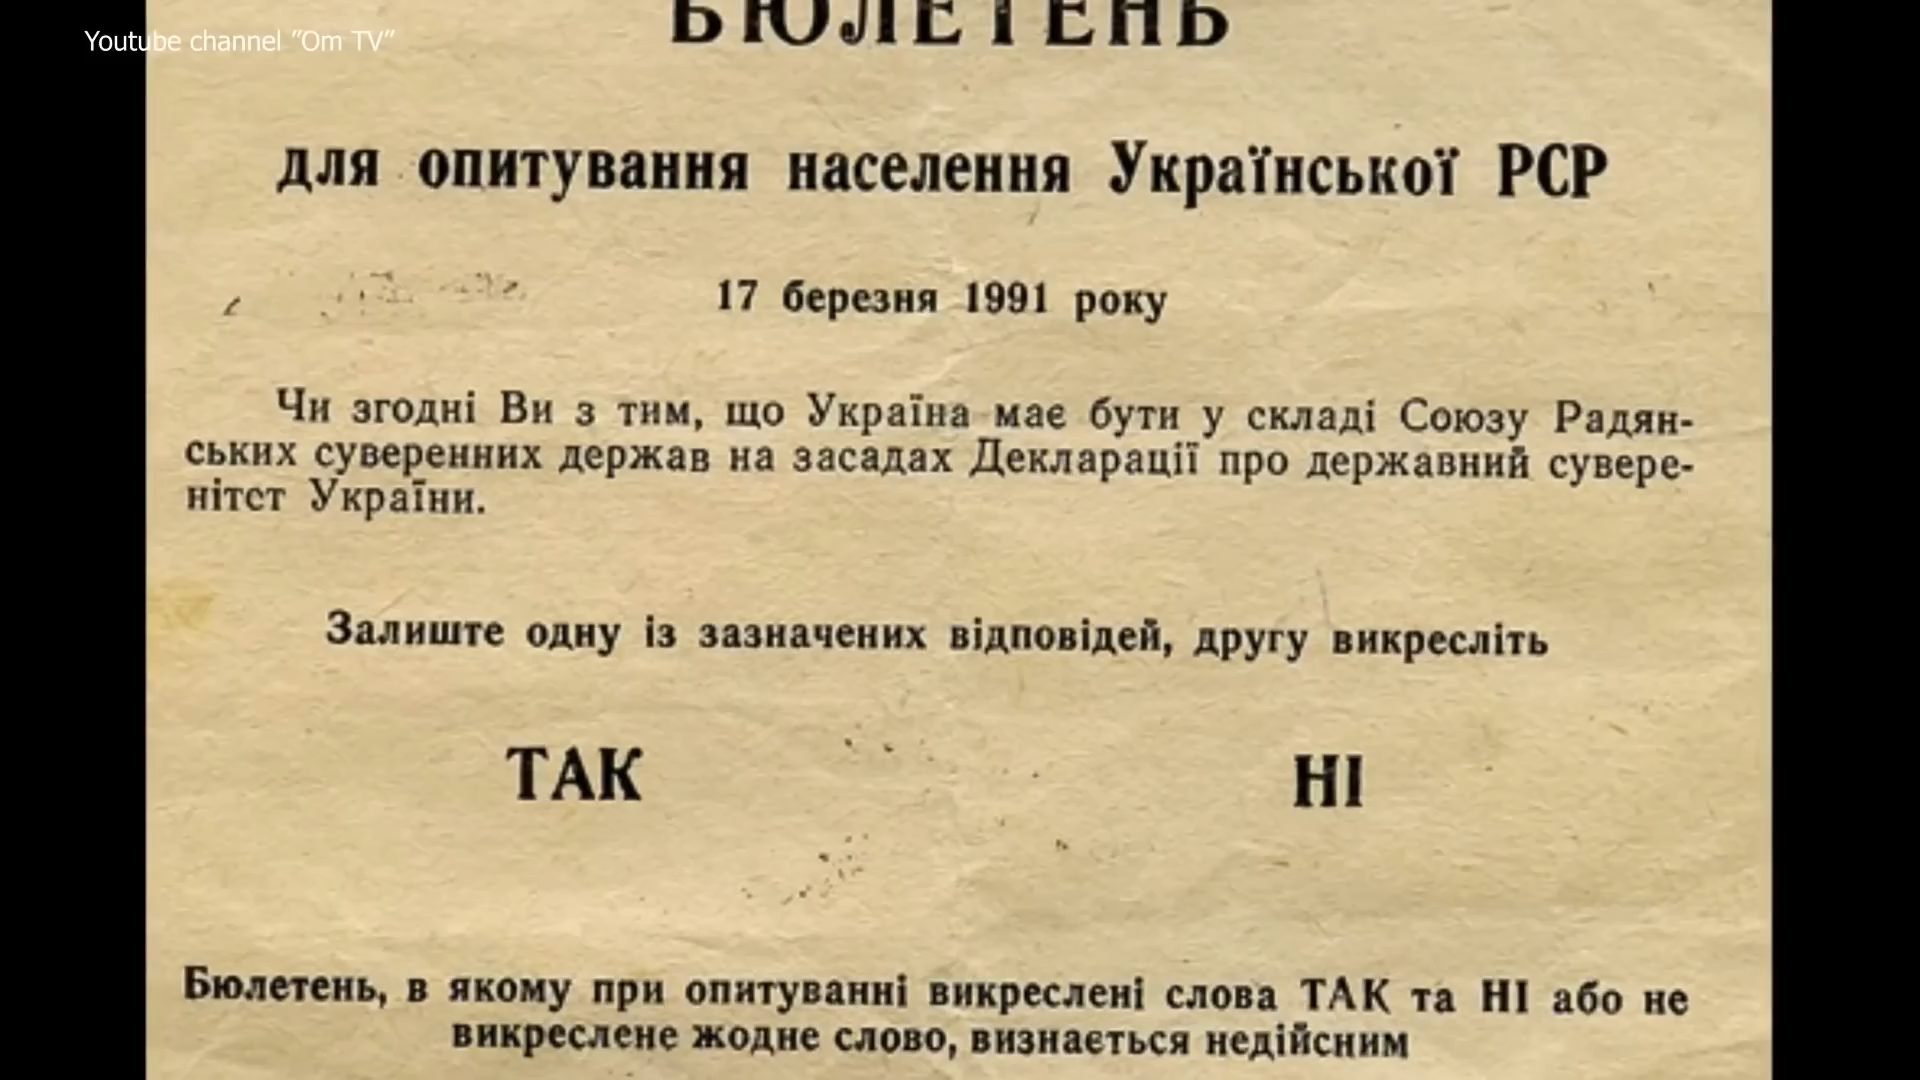 Youtube channel "Om TV"
БЮЛЕТЕНЬ
для опитування населення Української РСР
17 березня 1991 року
Чи згодні Ви з тим, що Україна має бути у складі Союзу Радян-
ських суверенних держав на засадах Декларації про державний сувере-
нітст України.
Залиште одну із зазначених відповідей, другу викресліть
ТАК НІ
Бюлетень, в якому при опитуванні викреслені слова ТАК та НІ або не
викреслене жодне слово, визнається недійсним